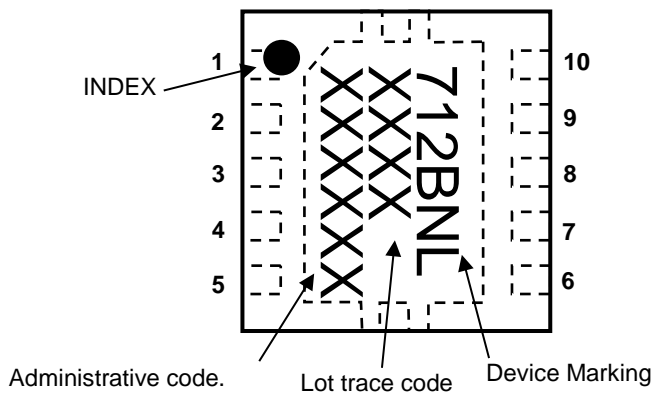 1
INDEX
2
3
4
5
712BNL
XXXX
XXXXXX
10
9
8
7
6
Administrative code.
Lot trace code
Device Marking